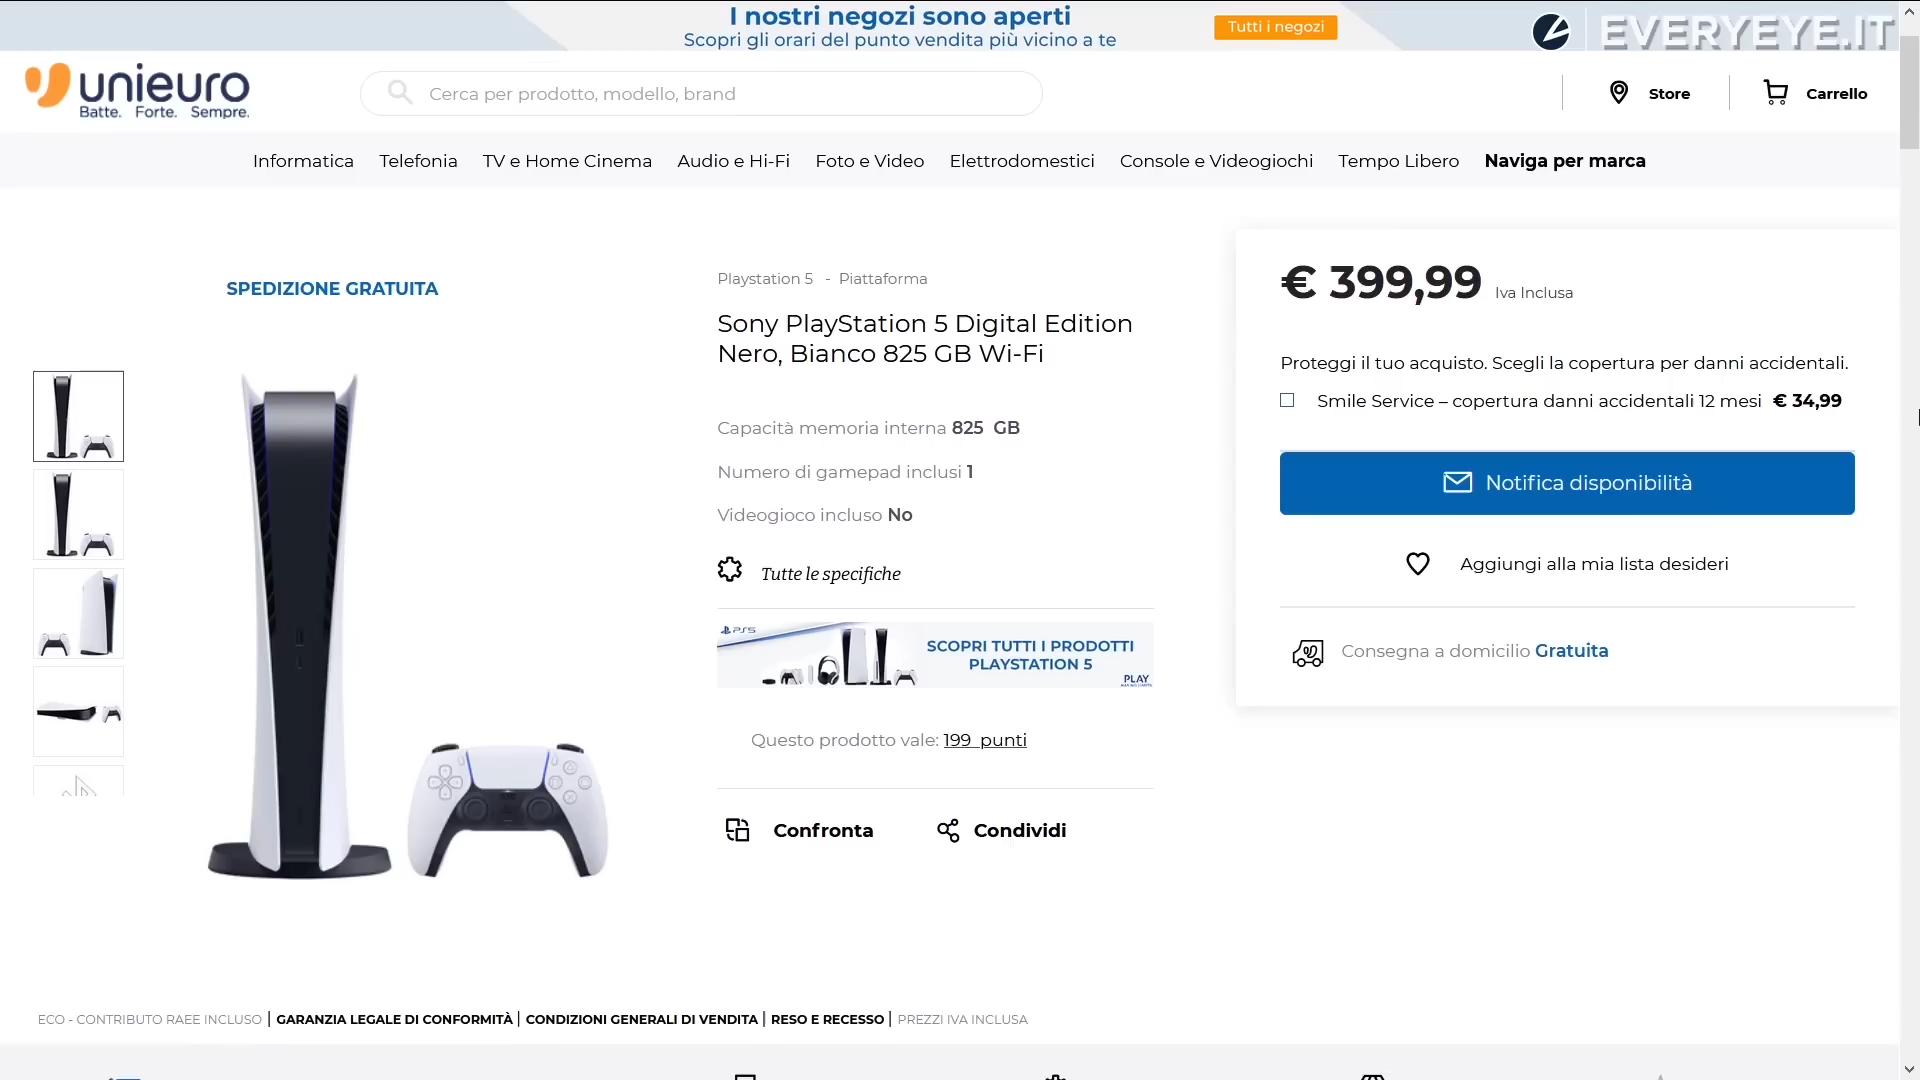 I nostri negozi sono aperti
Scopri gli orari del punto vendita più vicino a te
Tutti i negozi
EVERYEYE.IT
unieuro
Batte. Forte. Sempre.
Cerca per prodotto, modello, brand
Store
Carrello
Informatica Telefonia TV e Home Cinema Audio e Hi-Fi Foto e Video Elettrodomestici Console e Videogiochi Tempo Libero Naviga per marca
SPEDIZIONE GRATUITA
Playstation 5 - Piattaforma
Sony PlayStation 5 Digital Edition
Nero, Bianco 825 GB Wi-Fi
Capacità memoria interna 825 GB
Numero di gamepad inclusi 1
Videogioco incluso No
Tutte le specifiche
PS5
SCOPRI TUTTI I PRODOTTI
PLAYSTATION 5
PLAY
Questo prodotto vale: 199 punti
Confronta
Condividi
€ 399,99 Iva Inclusa
Proteggi il tuo acquisto. Scegli la copertura per danni accidentali.
Smile Service – copertura danni accidentali 12 mesi € 34,99
Notifica disponibilità
Aggiungi alla mia lista desideri
Consegna a domicilio Gratuita
ECO - CONTRIBUTO RAEE INCLUSO | GARANZIA LEGALE DI CONFORMITÀ | CONDIZIONI GENERALI DI VENDITA | RESO E RECESSO | PREZZI IVA INCLUSA